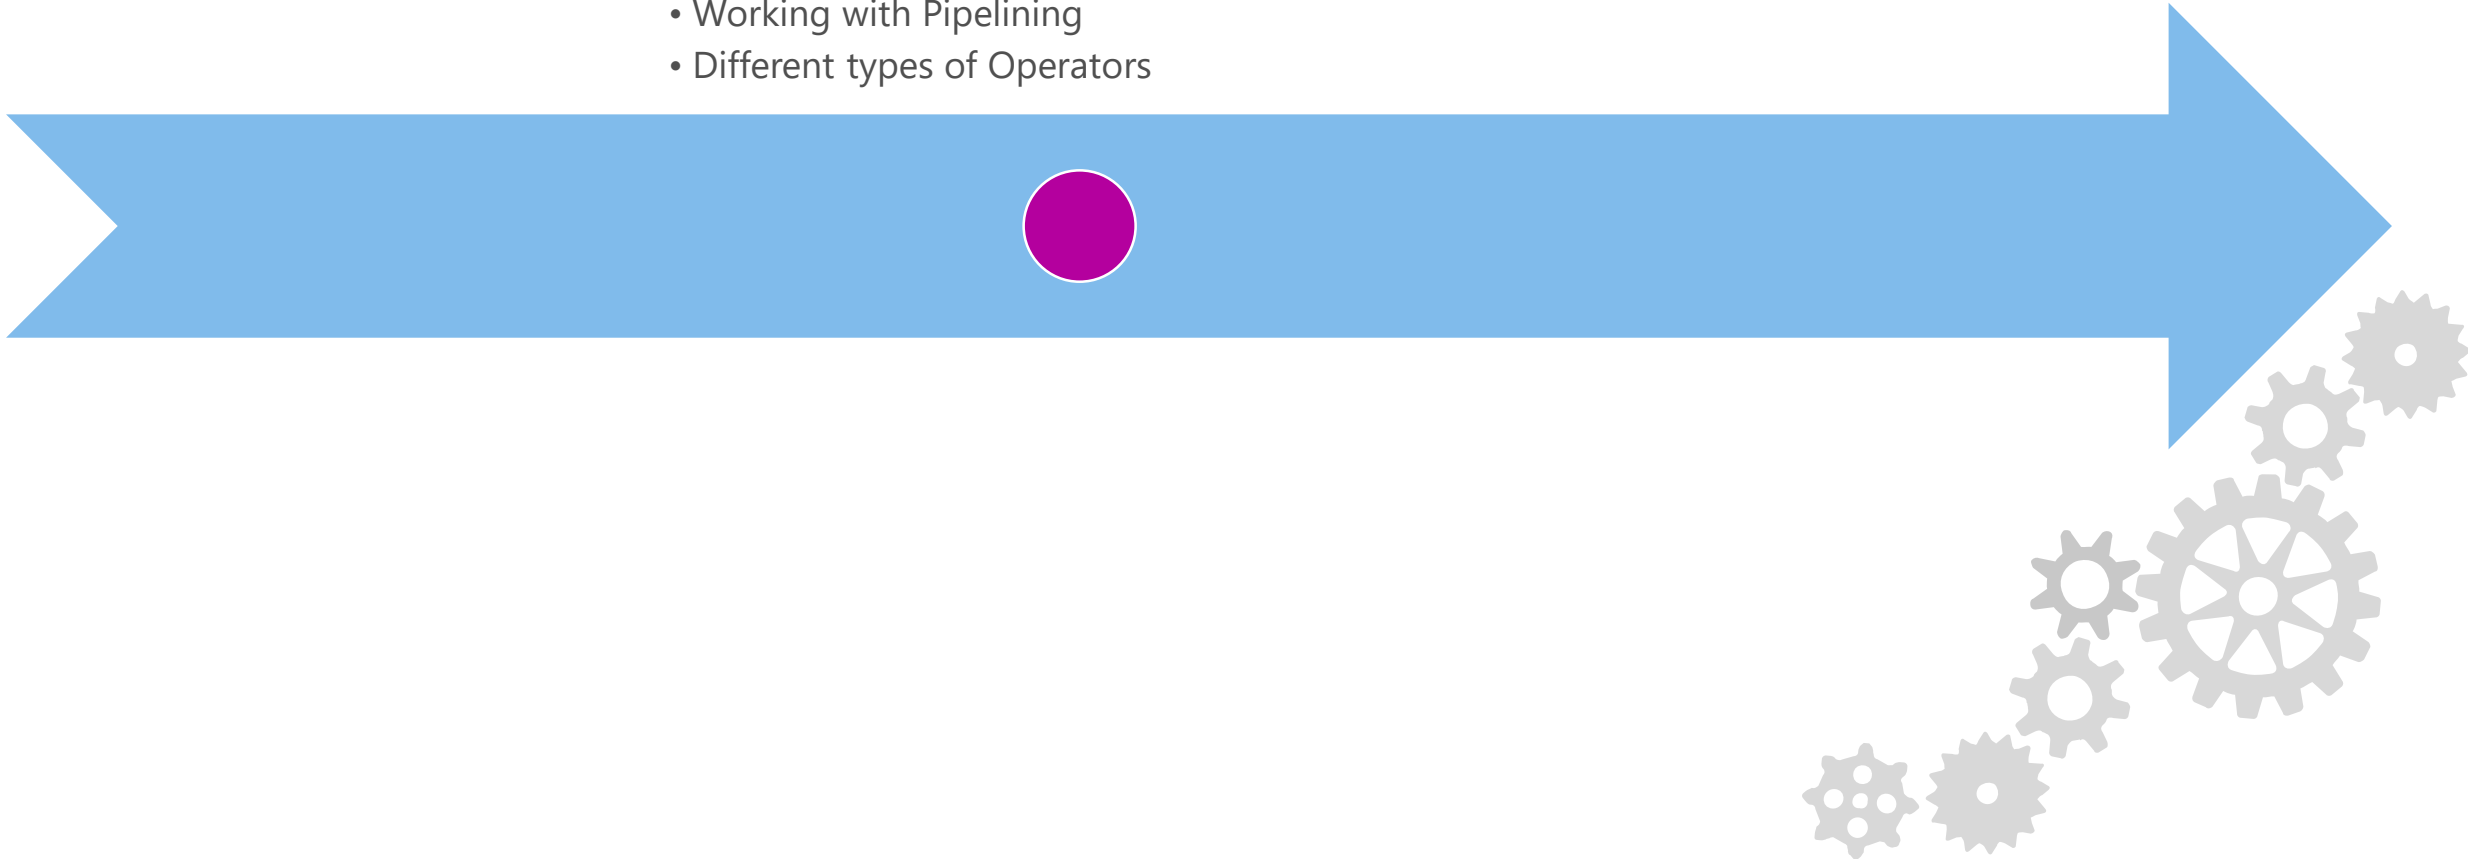 • Working with Pipelining
• Different types of Operators